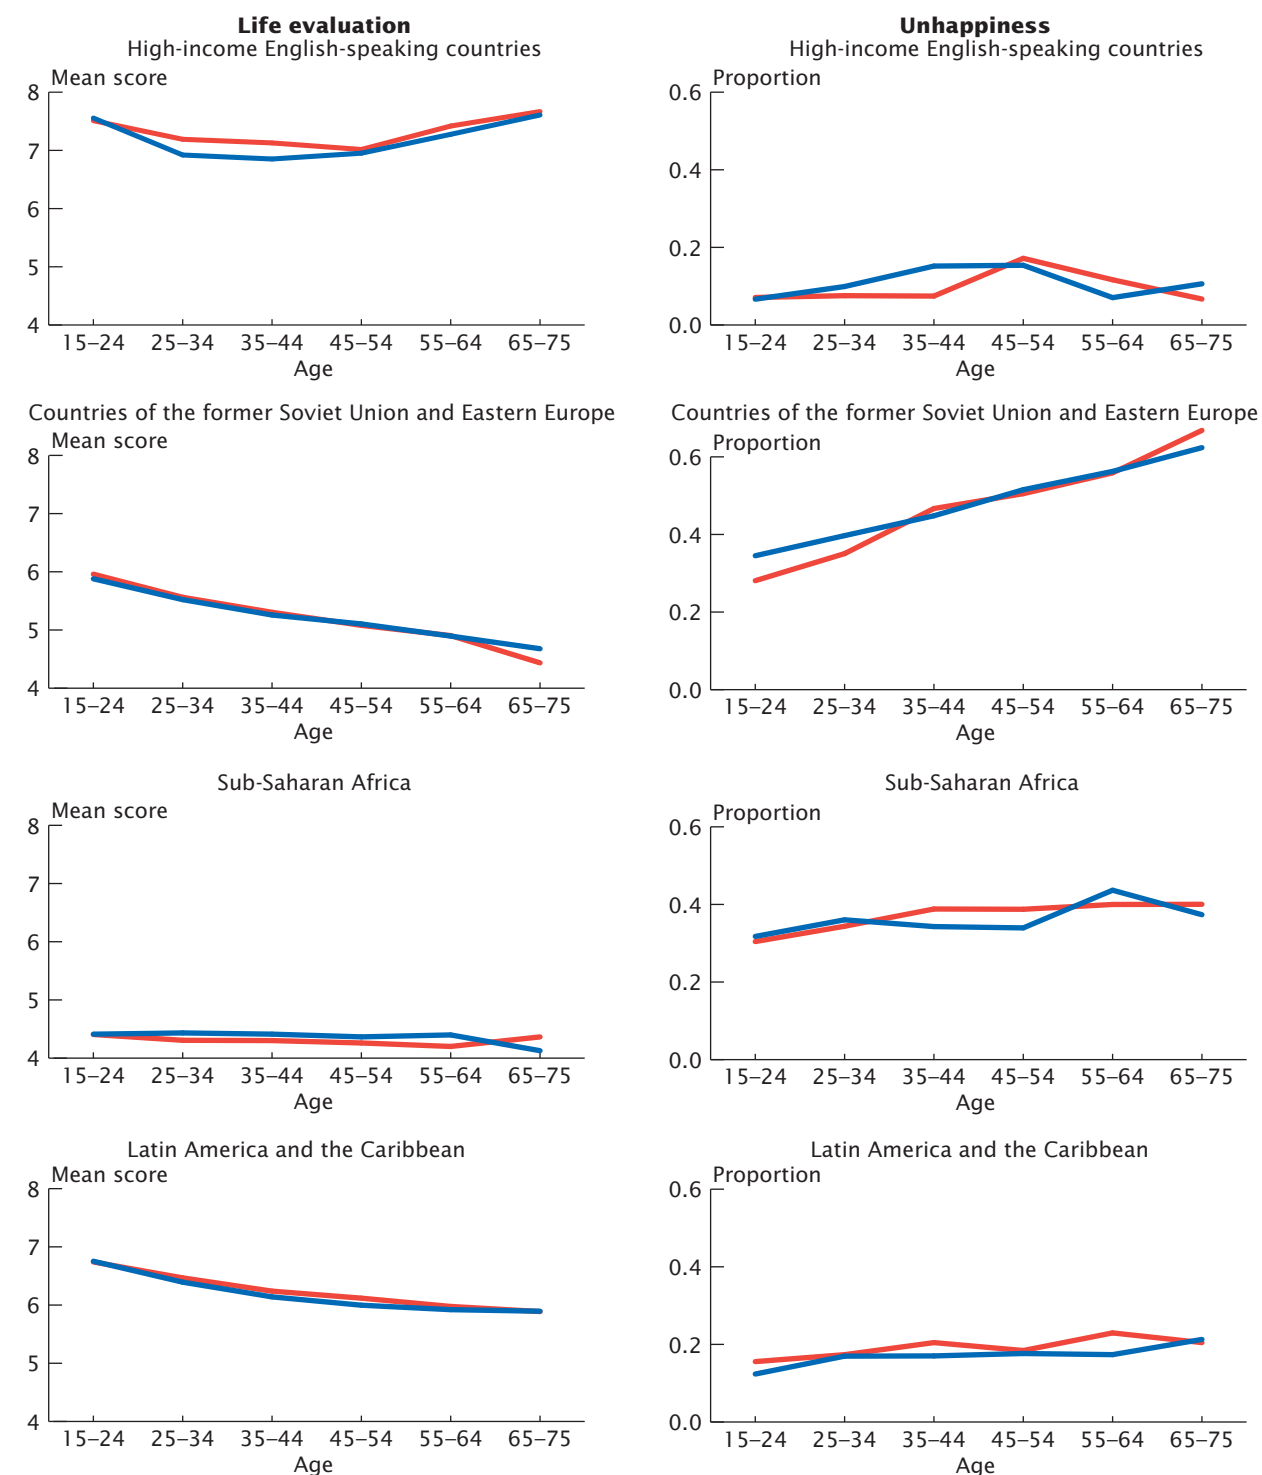 Life evaluation
High-income English-speaking countries
Mean score
8
7
6
5
4
15–24 25–34 35–44 45–54 55–64 65–75
Age
Unhappiness
High-income English-speaking countries
Proportion
0.6
0.4
0.2
0.0
15–24 25–34 35–44 45–54 55–64 65–75
Age
Countries of the former Soviet Union and Eastern Europe
Mean score
8
7
6
5
4
15–24 25–34 35–44 45–54 55–64 65–75
Age
Countries of the former Soviet Union and Eastern Europe
Proportion
0.6
0.4
0.2
0.0
15–24 25–34 35–44 45–54 55–64 65–75
Age
Sub-Saharan Africa
Mean score
8
7
6
5
4
15–24 25–34 35–44 45–54 55–64 65–75
Age
Sub-Saharan Africa
Proportion
0.6
0.4
0.2
0.0
15–24 25–34 35–44 45–54 55–64 65–75
Age
Latin America and the Caribbean
Mean score
8
7
6
5
4
15–24 25–34 35–44 45–54 55–64 65–75
Age
Latin America and the Caribbean
Proportion
0.6
0.4
0.2
0.0
15–24 25–34 35–44 45–54 55–64 65–75
Age